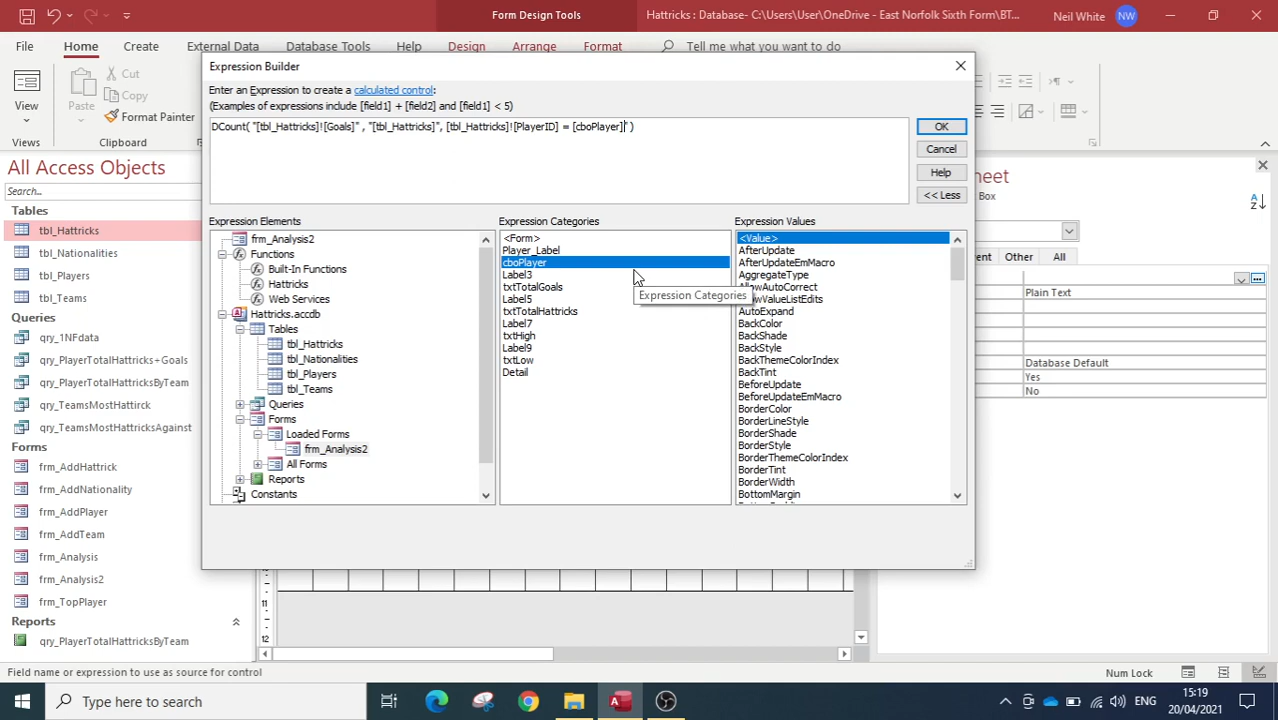 Undo
Form Design Tools
Hattricks : Database- C:\Users\User\OneDrive - East Norfolk Sixth Form\BT...
Neil White
NW
File
Home
Create
External Data
Database Tools
Help
Design
Arrange
Format
Tell me what you want to do
View
Views
Paste
Cut
Copy
Format Painter
Clipboard
Expression Builder
Enter an Expression to create a calculated control:
(Examples of expressions include [field1] + [field2] and [field1] < 5)
DCount( "[tbl_Hattricks]![Goals]" , "[tbl_Hattricks]", [tbl_Hattricks]![PlayerID] = [cboPlayer]" )
OK
Cancel
Help
<< Less
Expression Elements
frm_Analysis2
Functions
Built-In Functions
Hattricks
Web Services
Hattricks.accdb
Tables
tbl_Hattricks
tbl_Nationalities
tbl_Players
tbl_Teams
Queries
Forms
Loaded Forms
frm_Analysis2
All Forms
Reports
Constants
Expression Categories
<Form>
Player_Label
cboPlayer
Label3
txtTotalGoals
Label5
txtTotalHattricks
Label7
txtHigh
Label9
txtLow
Detail
Expression Categories
Expression Values
<Value>
AfterUpdate
AfterUpdateEmMacro
AggregateType
llowAutoCorrect
wValueListEdits
AutoExpand
BackColor
BackShade
BackStyle
BackThemeColorIndex
BackTint
BeforeUpdate
BeforeUpdateEmMacro
BorderColor
BorderLineStyle
BorderShade
BorderStyle
BorderThemeColorIndex
BorderTint
BorderWidth
BottomMargin
All Access Objects
Search...
Tables
tbl_Hattricks
tbl_Nationalities
tbl_Players
tbl_Teams
Queries
qry_1NFdata
qry_PlayerTotalHattricks+Goals
qry_PlayerTotalHattricksByTeam
qry_TeamsMostHattirck
qry_TeamsMostHattricksAgainst
Forms
frm_AddHattrick
frm_AddNationality
frm_AddPlayer
frm_AddTeam
frm_Analysis
frm_Analysis2
frm_TopPlayer
Reports
qry_PlayerTotalHattricksByTeam
heet
Box
ent
Other
All
Plain Text
Database Default
Yes
No
11
12
Field name or expression to use as source for control
Num Lock
Type here to search
ENG
15:19
20/04/2021